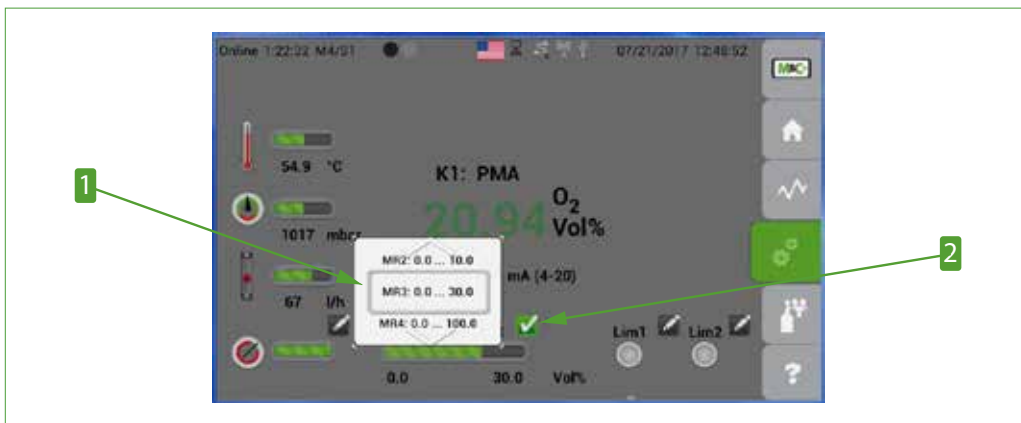 Online 1:22:32 M4/S1 07/21/2017 12:48:52
M&C
54.9 °C
K1: PMA
20.94 O2 Vol%
1
1017 mbar
2
MR2: 0.0 ... 10.0
mA (4-20)
MR3: 0.0 ... 30.0
67 l/h
MR4: 0.0 ... 100.0
Lim1 Lim2
0.0 30.0 Vol%
?